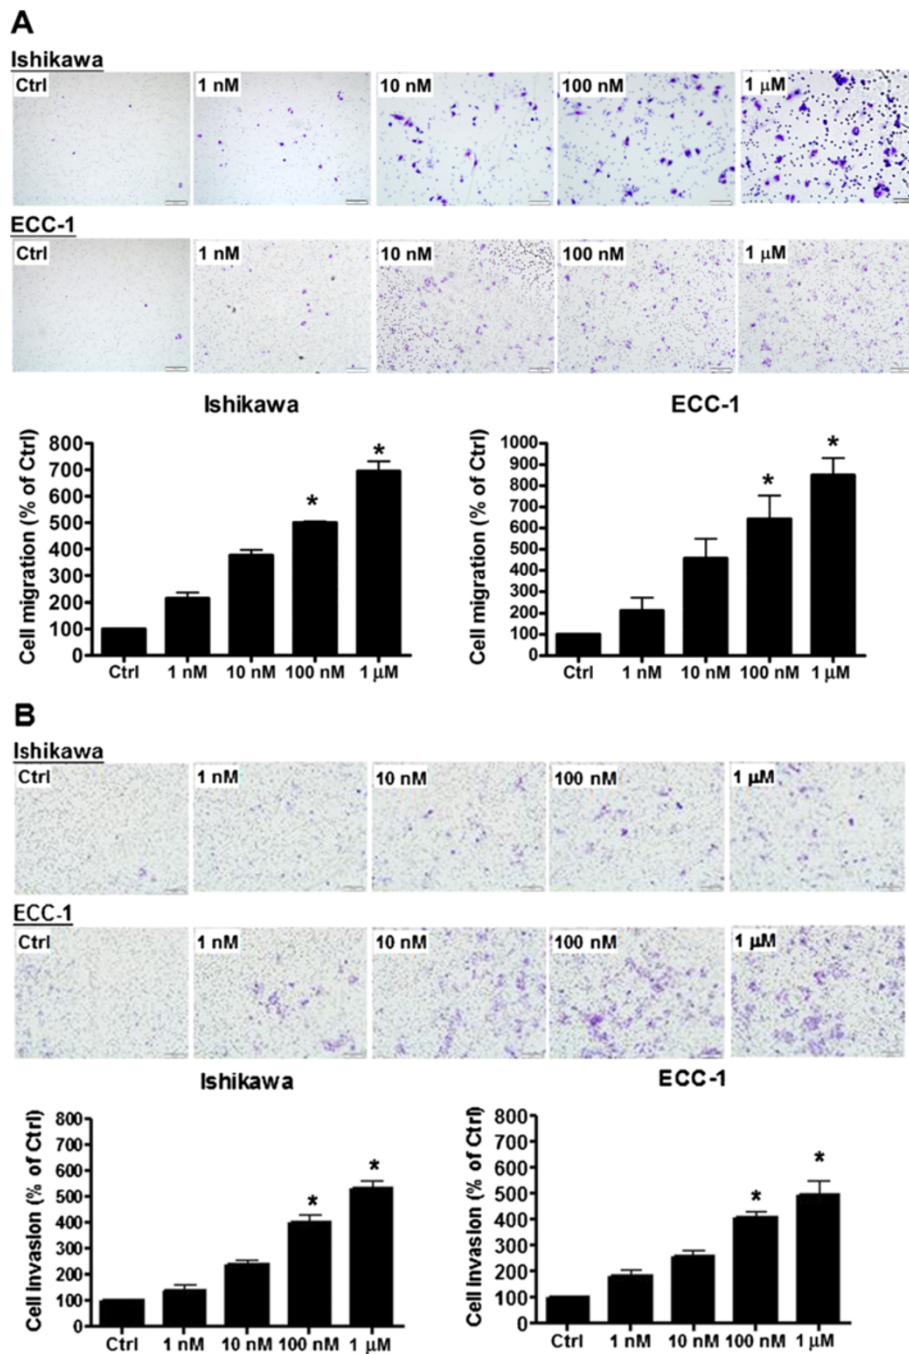 A
Ishikawa
Ctrl 1 nM 10 nM 100 nM 1 μM
ECC-1
Ctrl 1 nM 10 nM 100 nM 1 μM
Ishikawa
Cell migration (% of Ctrl)
800
700
600
500
400
300
200
100
0
* *
Ctrl 1 nM 10 nM 100 nM 1 μM
ECC-1
Cell migration (% of Ctrl)
1000
900
800
700
600
500
400
300
200
100
0
* *
Ctrl 1 nM 10 nM 100 nM 1 μM
B
Ishikawa
Ctrl 1 nM 10 nM 100 nM 1 μM
ECC-1
Ctrl 1 nM 10 nM 100 nM 1 μM
Ishikawa
Cell invasion (% of Ctrl)
800
700
600
500
400
300
200
100
0
* *
Ctrl 1 nM 10 nM 100 nM 1 μM
ECC-1
Cell invasion (% of Ctrl)
800
700
600
500
400
300
200
100
0
* *
Ctrl 1 nM 10 nM 100 nM 1 μM